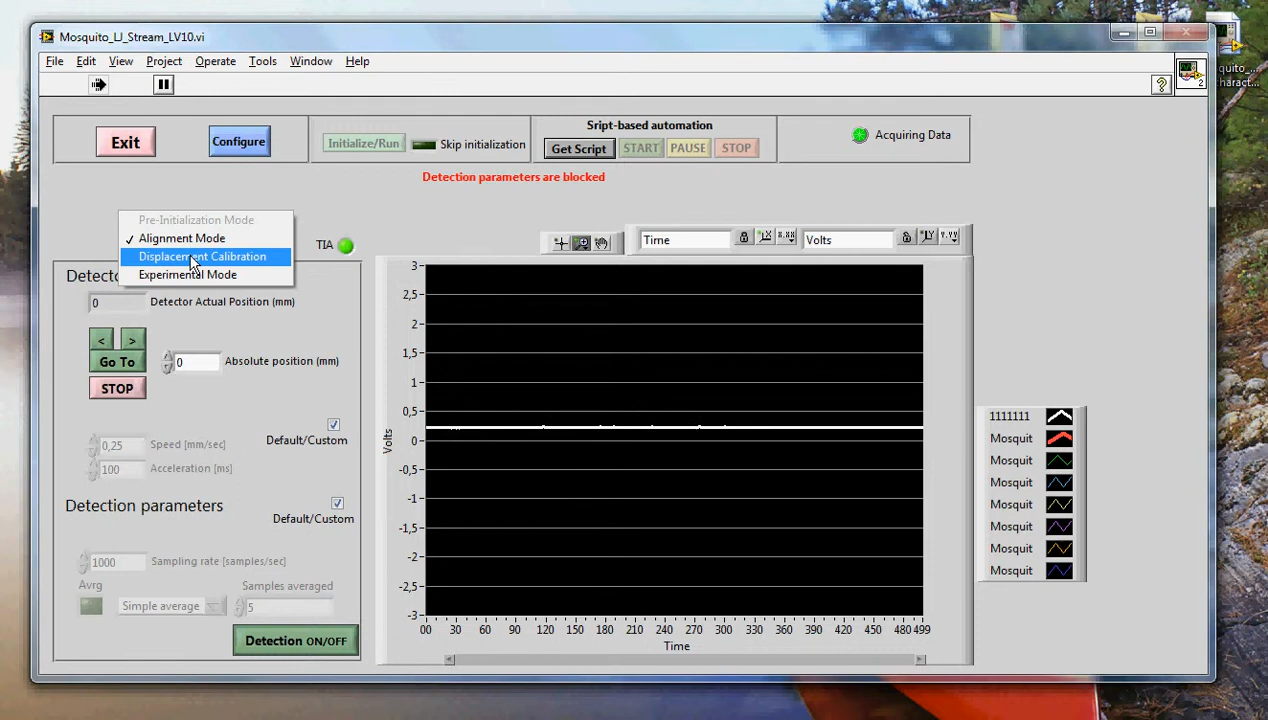 Mosquito_LJ_Stream_LV10.vi
File Edit View Project Operate Tools Window Help
2
Exit
Configure
Initialize/Run
Skip initialization
Sript-based automation
Get Script
START
PAUSE
STOP
Acquiring Data
Detection parameters are blocked
Pre-Initialization Mode
✓ Alignment Mode
Displacement Calibration
Experimental Mode
TIA
Time
Volts
0
Detector Actual Position (mm)
< >
Go To
STOP
0
Absolute position (mm)
0,25
Speed [mm/sec]
100
Acceleration [ms]
Default/Custom
Detection parameters
Default/Custom
1000
Sampling rate [samples/sec]
Avrg
Samples averaged
Simple average
5
Detection ON/OFF
Volts
3
2,5
2
1,5
1
0,5
0
-0,5
-1
-1,5
-2
-2,5
-3
00 30 60 90 120 150 180 210 240 270 300 330 360 390 420 450 480 499
Time
1111111
Mosquit
Mosquit
Mosquit
Mosquit
Mosquit
Mosquit
Mosquit